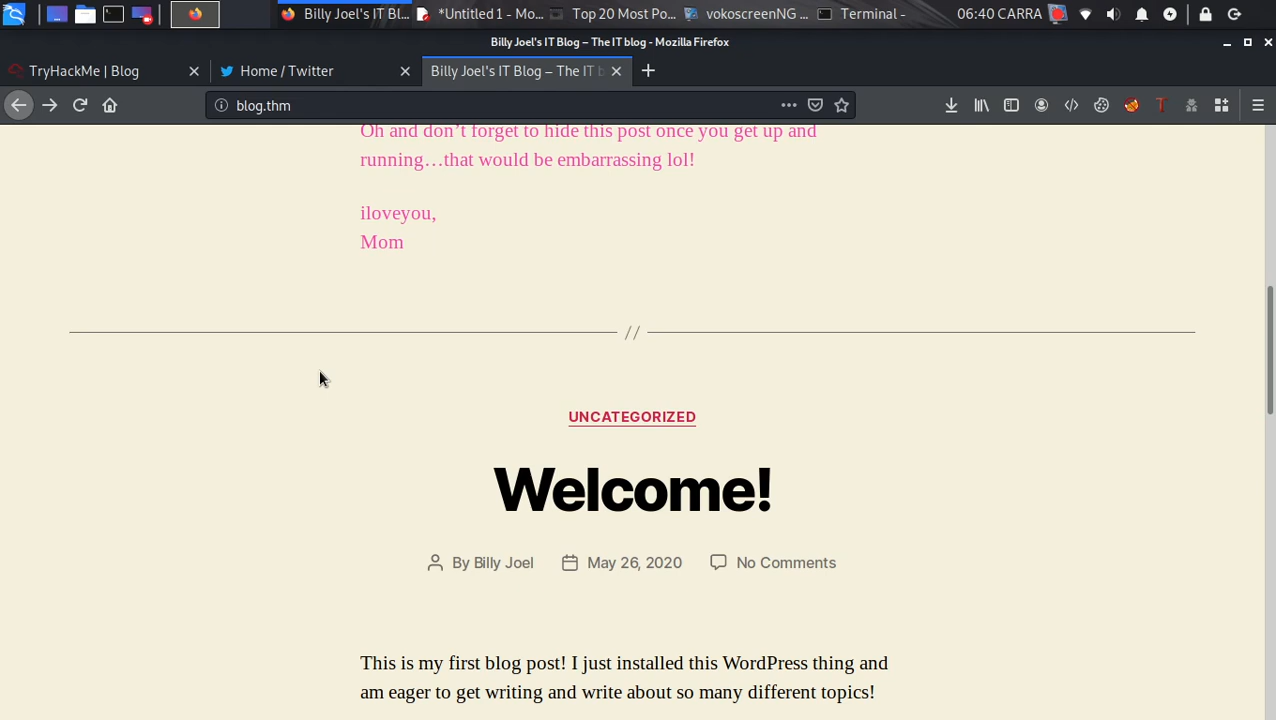 Billy Joel's IT Bl...
*Untitled 1 - Mo...
Top 20 Most Po...
vokoscreenNG ...
Terminal -
06:40 CARRA
Billy Joel's IT Blog – The IT blog - Mozilla Firefox
TryHackMe | Blog
Home / Twitter
Billy Joel's IT Blog – The IT b
blog.thm
Oh and don’t forget to hide this post once you get up and
running…that would be embarrassing lol!
iloveyou,
Mom
//
UNCATEGORIZED
Welcome!
By Billy Joel
May 26, 2020
No Comments
This is my first blog post! I just installed this WordPress thing and
am eager to get writing and write about so many different topics!